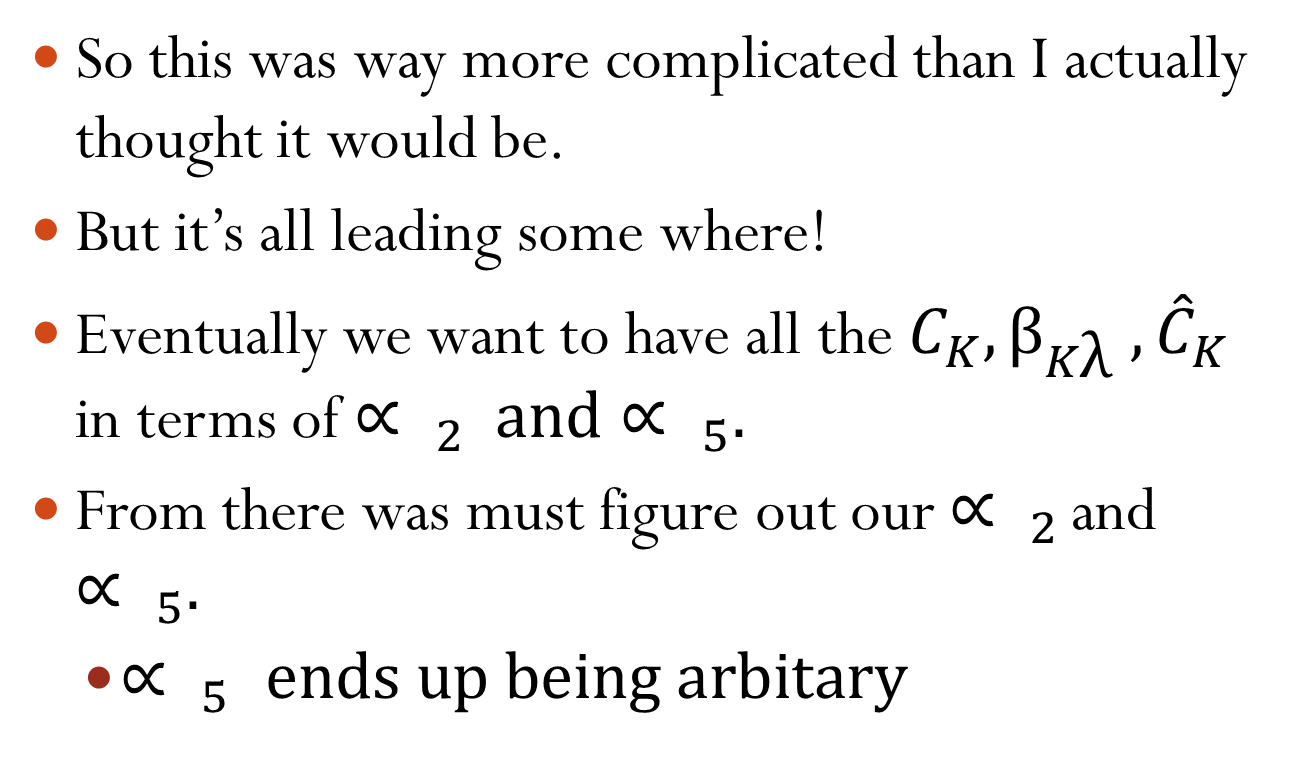 • So this was way more complicated than I actually
thought it would be.
• But it’s all leading some where!
• Eventually we want to have all the C_K, β_Kλ , Ĉ_K
in terms of ∝ ₂ and ∝ ₅.
• From there was must figure out our ∝ ₂ and
∝ ₅.
• ∝ ₅ ends up being arbitary